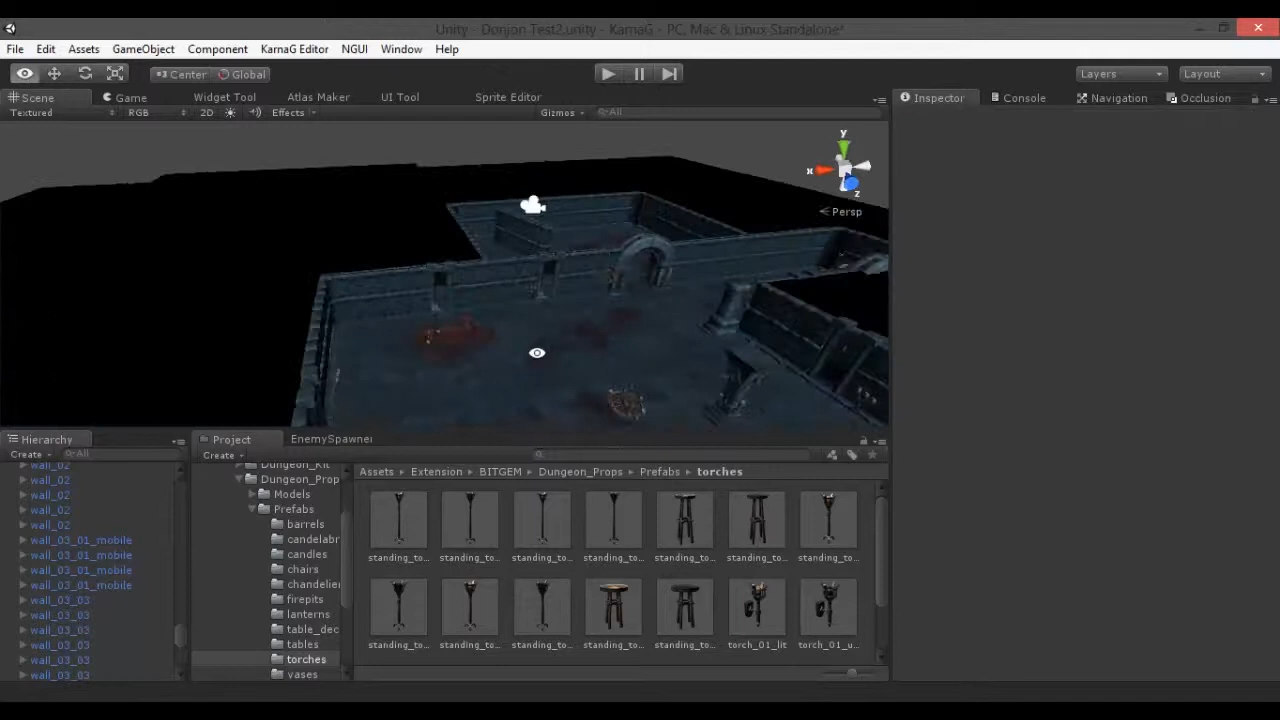 Unity - Donjon Test2.unity - KarnaG - PC, Mac & Linux Standalone*
File Edit Assets GameObject Component KarnaG Editor NGUI Window Help
Center Global Layers Layout
Scene Game Widget Tool Atlas Maker UI Tool Sprite Editor Inspector Console Navigation Occlusion
Textured RGB 2D Effects Gizmos All
y
x
z
Persp
Hierarchy Project EnemySpawner
Create All Create
wall_02
wall_02
wall_02
wall_02
wall_02
wall_03_01_mobile
wall_03_01_mobile
wall_03_01_mobile
wall_03_01_mobile
wall_03_03
wall_03_03
wall_03_03
wall_03_03
wall_03_03
wall_03_03
Dungeon_Kit
Dungeon_Prop
Models
Prefabs
barrels
candelabr
candles
chairs
chandelier
firepits
lanterns
table_dec
tables
torches
vases
Assets Extension BITGEM Dungeon_Props Prefabs torches
standing_to... standing_to... standing_to... standing_to... standing_to... standing_to... standing_to...
standing_to... standing_to... standing_to... standing_to... standing_to... torch_01_lit torch_01_u...